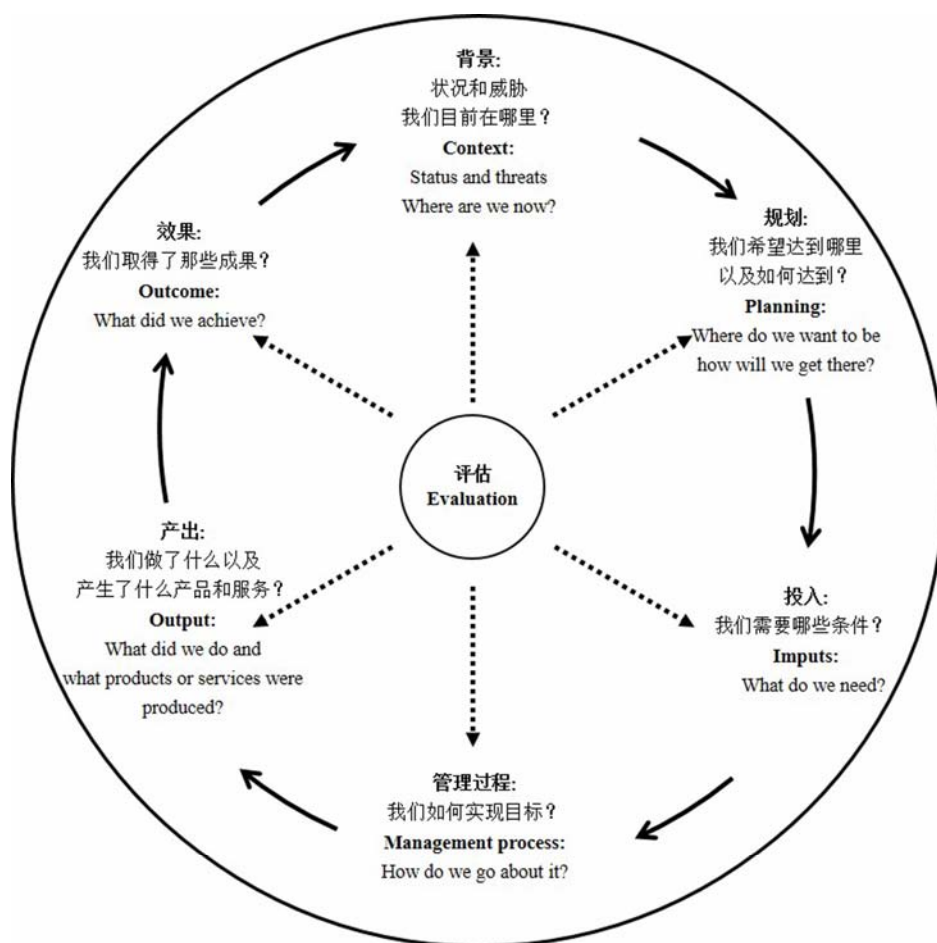 背景:
状况和威胁
我们目前在哪里?
Context:
Status and threats
Where are we now?
规划:
我们希望达到哪里
以及如何达到?
Planning:
Where do we want to be
how will we get there?
投入:
我们需要哪些条件?
Imputs:
What do we need?
管理过程:
我们如何实现目标?
Management process:
How do we go about it?
产出:
我们做了什么以及
产生了什么产品和服务?
Output:
What did we do and
what products or services were
produced?
效果:
我们取得了那些成果?
Outcome:
What did we achieve?
评估
Evaluation